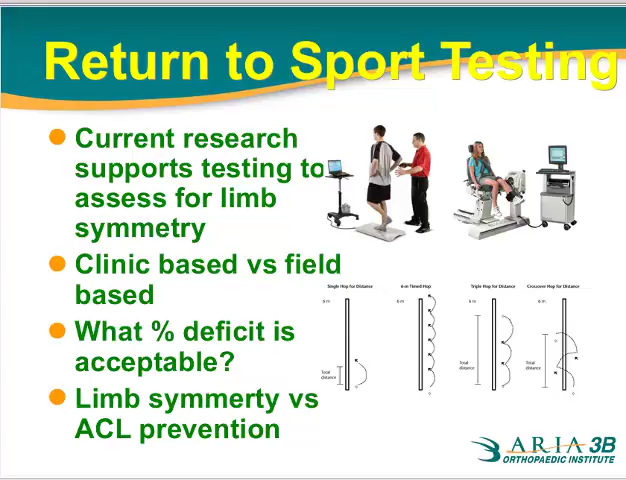 Return to Sport Testing
Current research
supports testing to
assess for limb
symmetry
Clinic based vs field
based
What % deficit is
acceptable?
Limb symmerty vs
ACL prevention
Single Hop for Distance
6 m Timed Hop
Triple Hop for Distance
Crossover Hop for Distance
6 m
6 m
6 m
6 m
Total
distance
Total
distance
Total
distance
ARIA 3B
ORTHOPAEDIC INSTITUTE